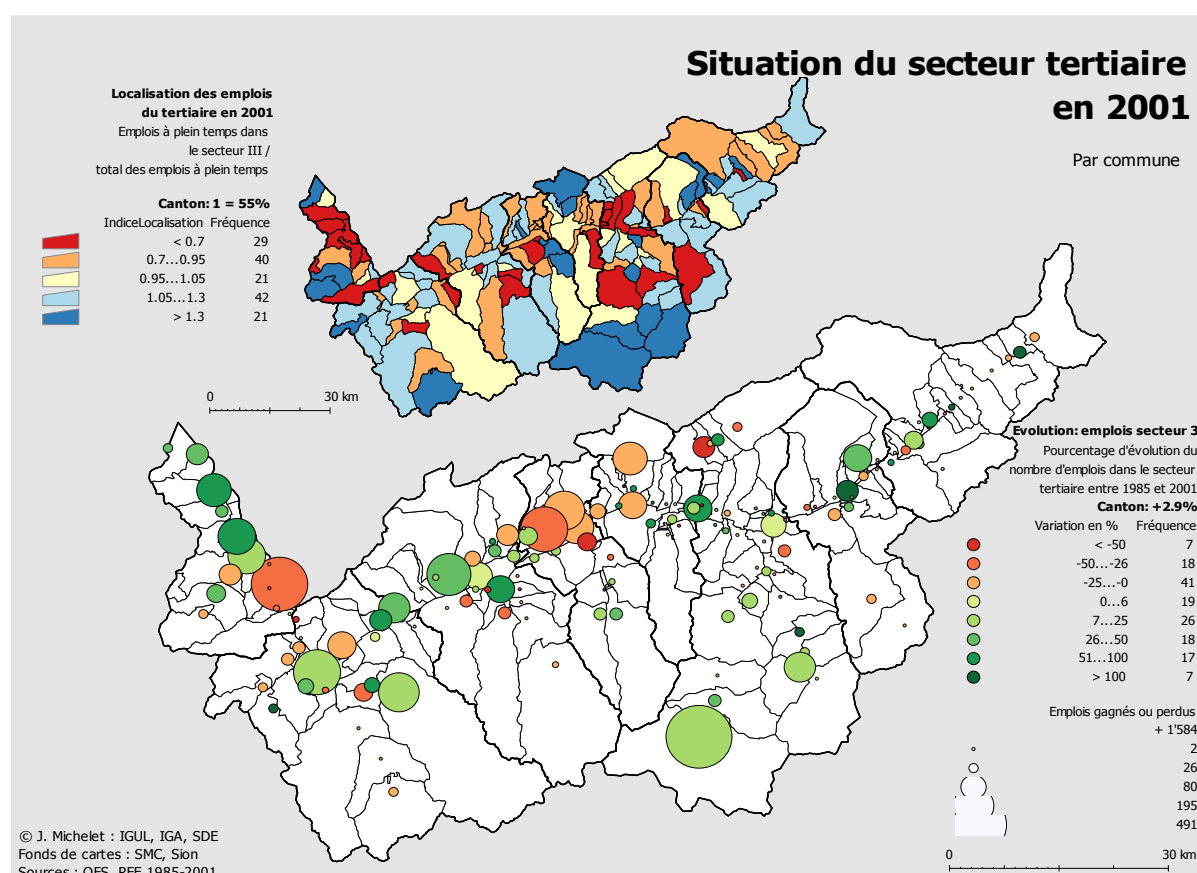 Situation du secteur tertiaire
en 2001
Par commune
Localisation des emplois
du tertiaire en 2001
Emplois à plein temps dans
le secteur III /
total des emplois à plein temps
Canton: 1 = 55%
IndiceLocalisation Fréquence
< 0.7 29
0.7...0.95 40
0.95...1.05 21
1.05...1.3 42
> 1.3 21
0 30 km
Evolution: emplois secteur 3
Pourcentage d'évolution du
nombre d'emplois dans le secteur
tertiaire entre 1985 et 2001
Canton: +2.9%
Variation en % Fréquence
< -50 7
-50...-26 18
-25...-0 41
0...6 19
7...25 26
26...50 18
51...100 17
> 100 7
Emplois gagnés ou perdus
+ 1'584
2
26
80
195
491
0 30 km
© J. Michelet : IGUL, IGA, SDE
Fonds de cartes : SMC, Sion
Sources : OFS, RFE 1985-2001